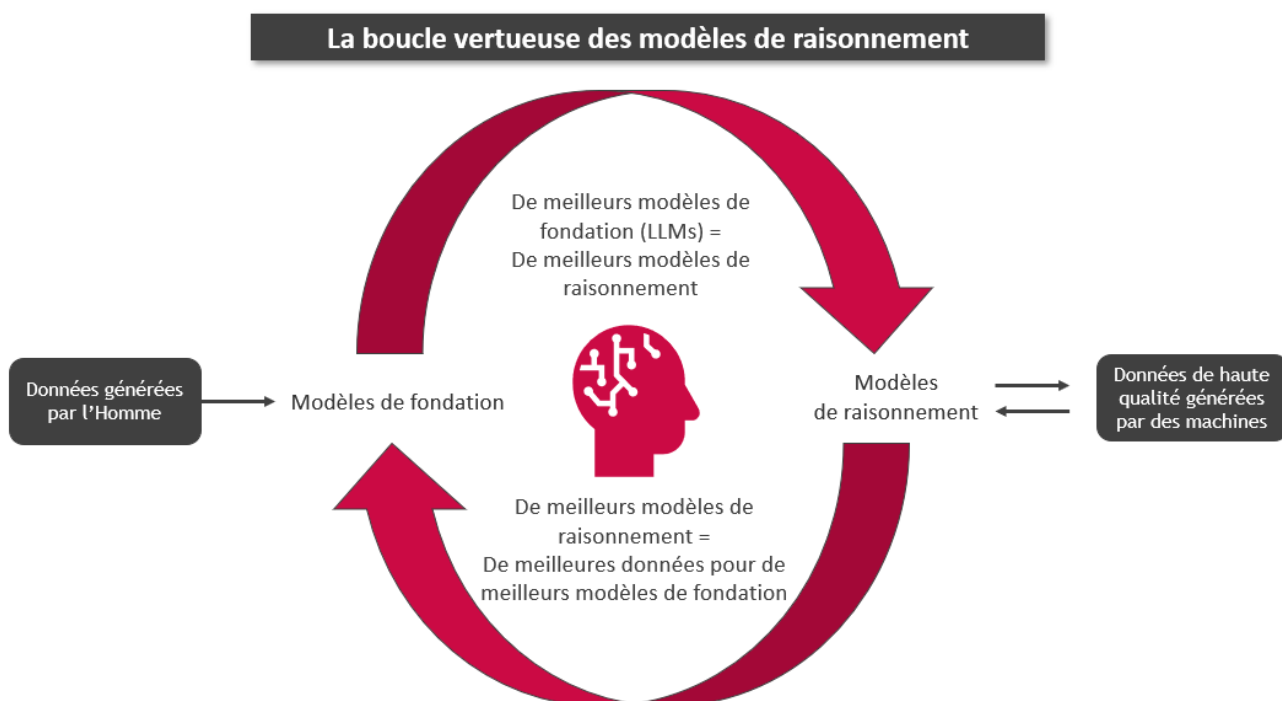 La boucle vertueuse des modèles de raisonnement
De meilleurs modèles de
fondation (LLMs) =
De meilleurs modèles de
raisonnement
Données générées
par l’Homme
Modèles de fondation
Modèles
de raisonnement
Données de haute
qualité générées
par des machines
De meilleurs modèles de
raisonnement =
De meilleures données pour de
meilleurs modèles de fondation